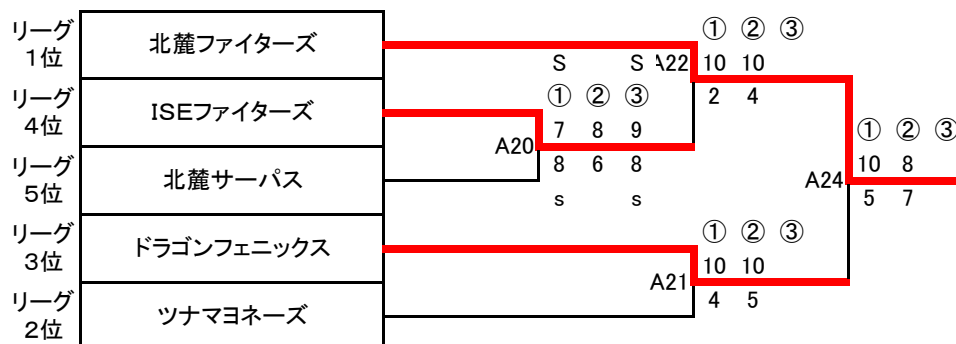 リーグ
1位
北麓ファイターズ
① ② ③
S S A22 10 10
2 4
リーグ
4位
ISEファイターズ
① ② ③
7 8 9
A20
8 6 8
s s
リーグ
5位
北麓サーパス
① ② ③
10 8
A24
5 7
リーグ
3位
ドラゴンフェニックス
① ② ③
10 10
A21
4 5
リーグ
2位
ツナマヨネーズ